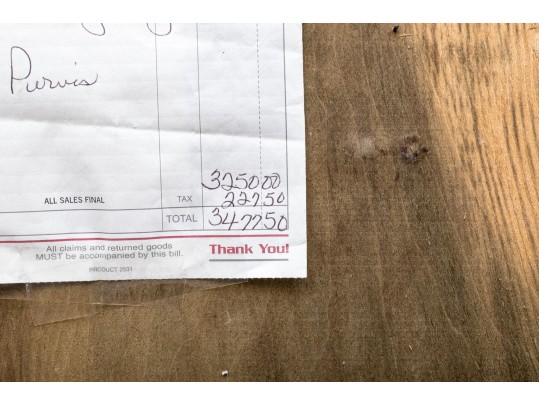 Purvis
32500
ALL SALES FINAL TAX 22750
TOTAL 347750
All claims and returned goods
MUST be accompanied by this bill.
Thank You!
PRODUCT 2531